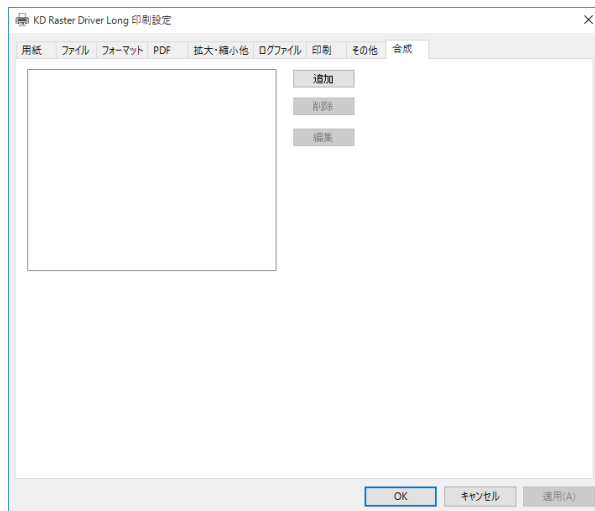 KD Raster Driver Long 印刷設定
用紙 ファイル フォーマット PDF 拡大・縮小他 ログファイル 印刷 その他 合成
追加
削除
編集
OK キャンセル 適用(A)